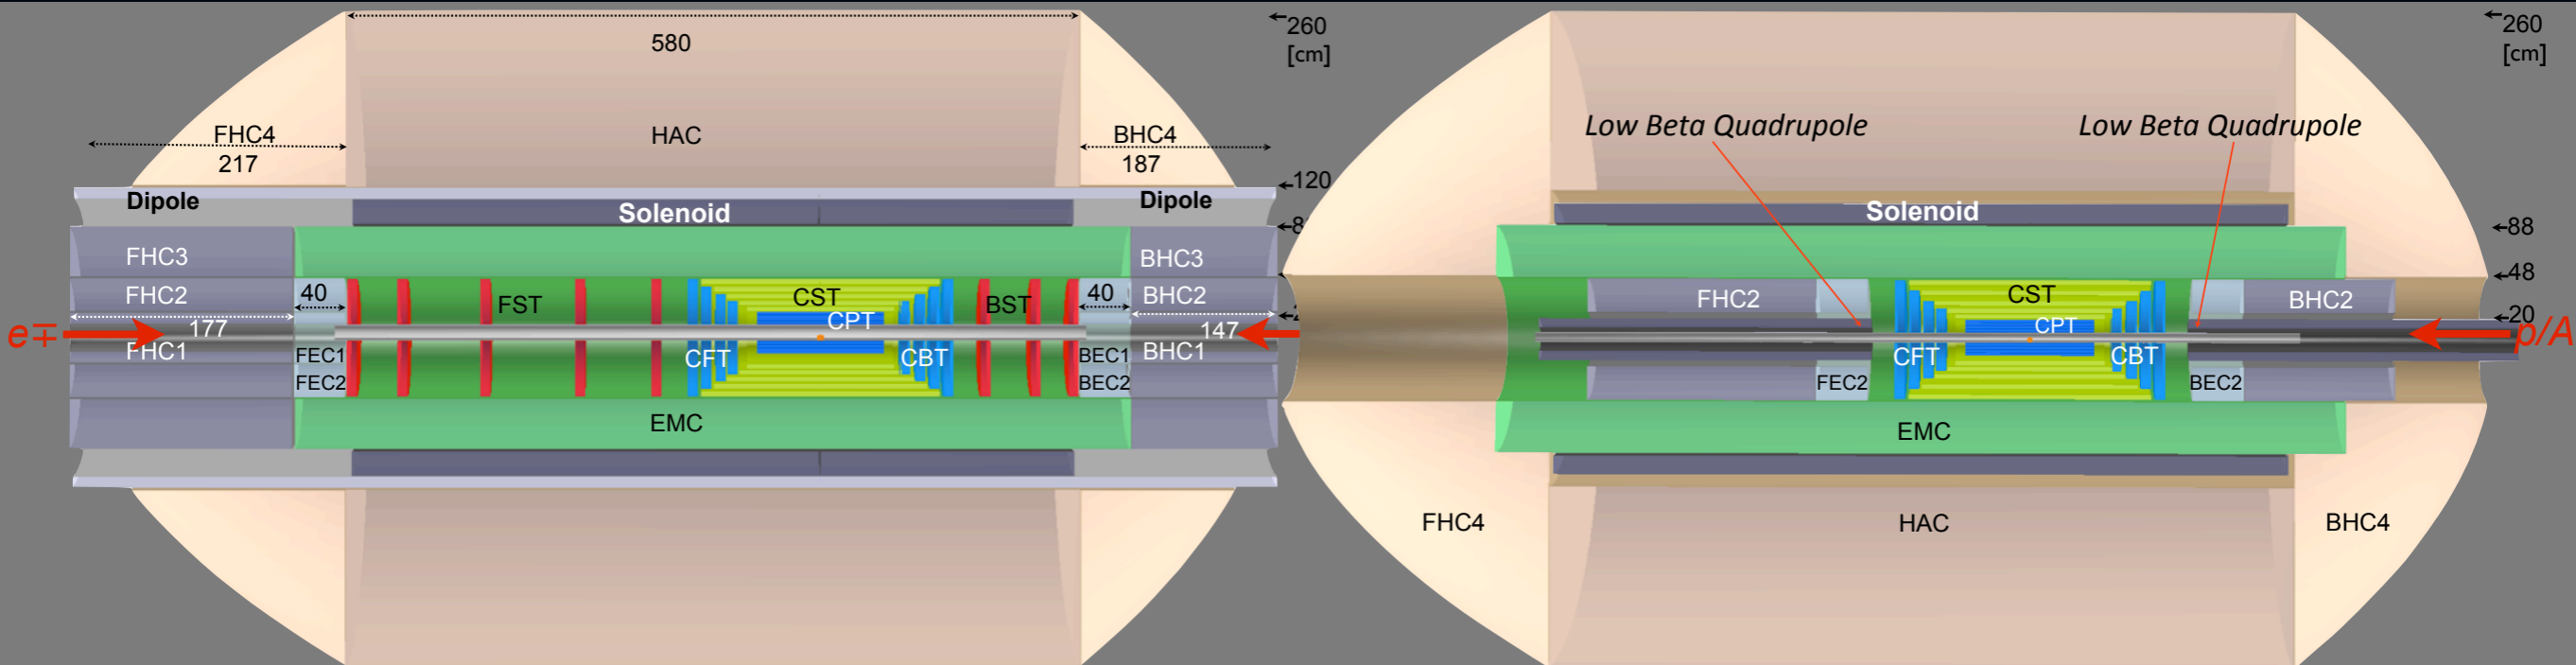 580
260
[cm]
FHC4
217
HAC
BHC4
187
120
Dipole
Solenoid
Dipole
FHC3
BHC3
FHC2
40
FST
CST
BST
40
BHC2
177
CPT
147
e∓
FHC1
FEC1
CFT
CBT
BEC1
BHC1
FEC2
BEC2
EMC
260
[cm]
Low Beta Quadrupole
Low Beta Quadrupole
Solenoid
88
48
FHC2
CST
BHC2
20
CPT
p/A
CFT
CBT
FEC2
BEC2
EMC
FHC4
HAC
BHC4